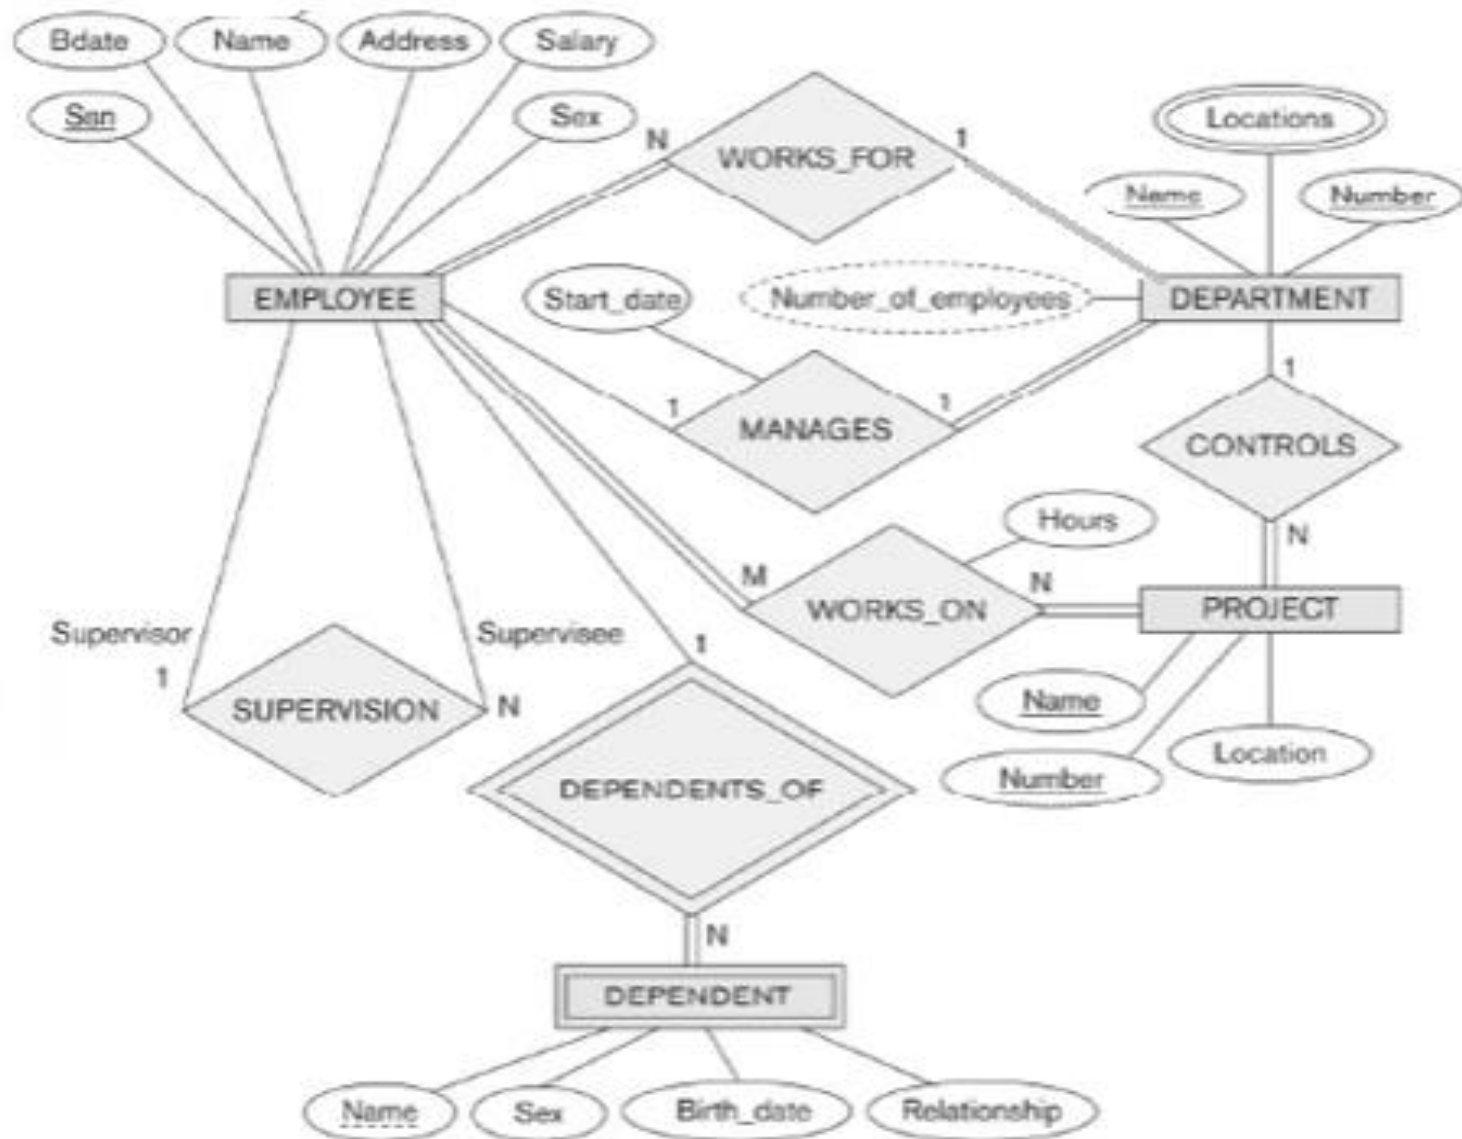 Bdate
Name
Address
Salary
Ssn
Sex
N
WORKS_FOR
1
Locations
Name
Number
EMPLOYEE
Start_date
Number_of_employees
DEPARTMENT
1
MANAGES
1
1
CONTROLS
N
Hours
M
WORKS_ON
N
PROJECT
Supervisor
1
SUPERVISION
Supervisee
N
1
Name
Number
Location
DEPENDENTS_OF
N
DEPENDENT
Name
Sex
Birth_date
Relationship